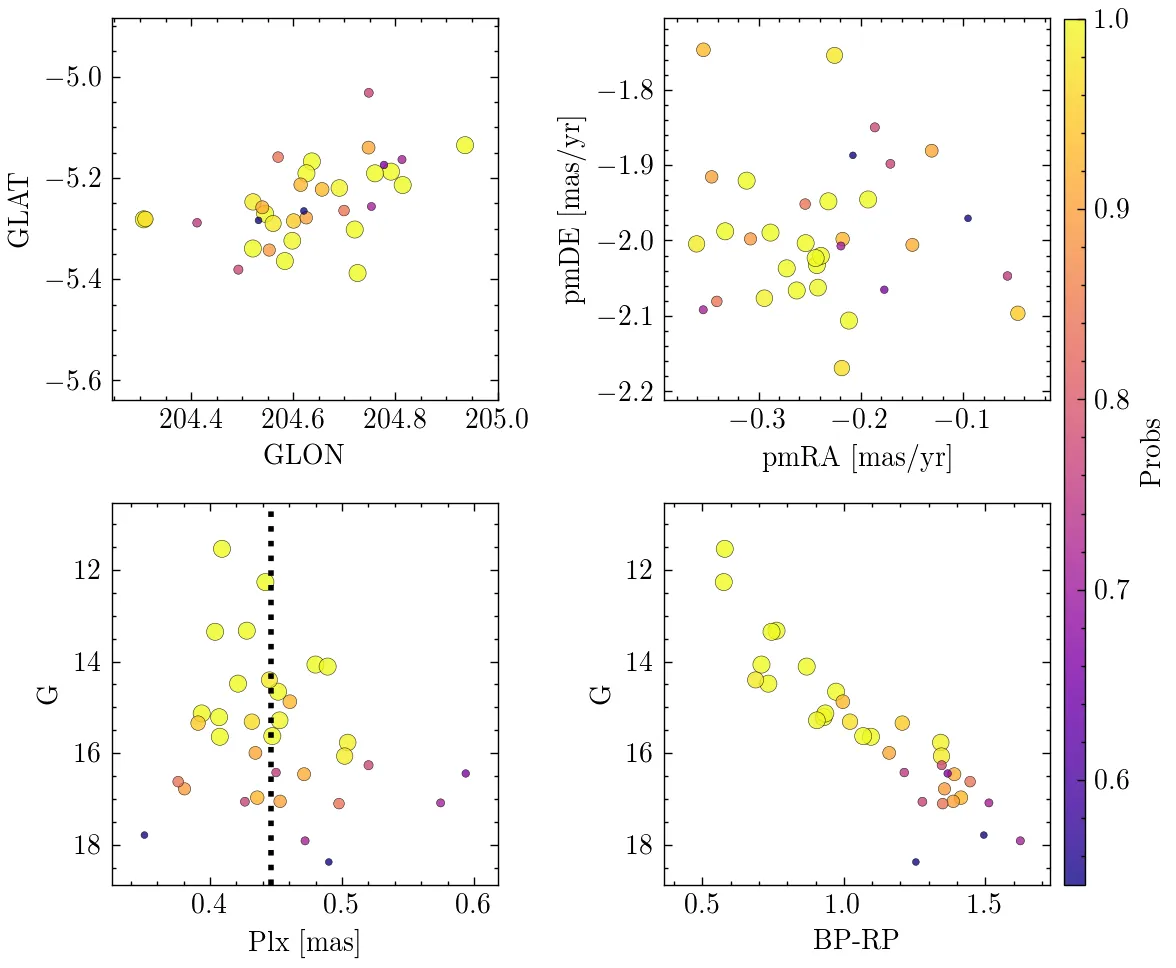 −5.0
−5.2
−5.4
−5.6
GLAT
204.4 204.6 204.8 205.0
GLON
−1.8
−1.9
−2.0
−2.1
−2.2
pmDE [mas/yr]
−0.3 −0.2 −0.1
pmRA [mas/yr]
1.0
0.9
0.8
0.7
0.6
Probs
12
14
16
18
G
0.4 0.5 0.6
Plx [mas]
12
14
16
18
G
0.5 1.0 1.5
BP-RP